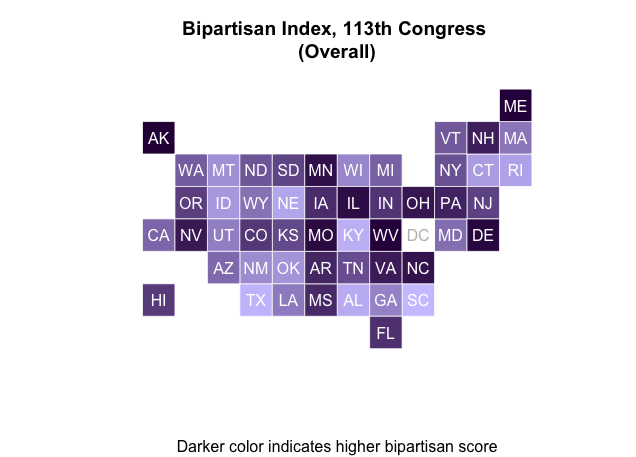 Bipartisan Index, 113th Congress
(Overall)
ME
AK VT NH MA
WA MT ND SD MN WI MI NY CT RI
OR ID WY NE IA IL IN OH PA NJ
CA NV UT CO KS MO KY WV DC MD DE
AZ NM OK AR TN VA NC
HI TX LA MS AL GA SC
FL
Darker color indicates higher bipartisan score